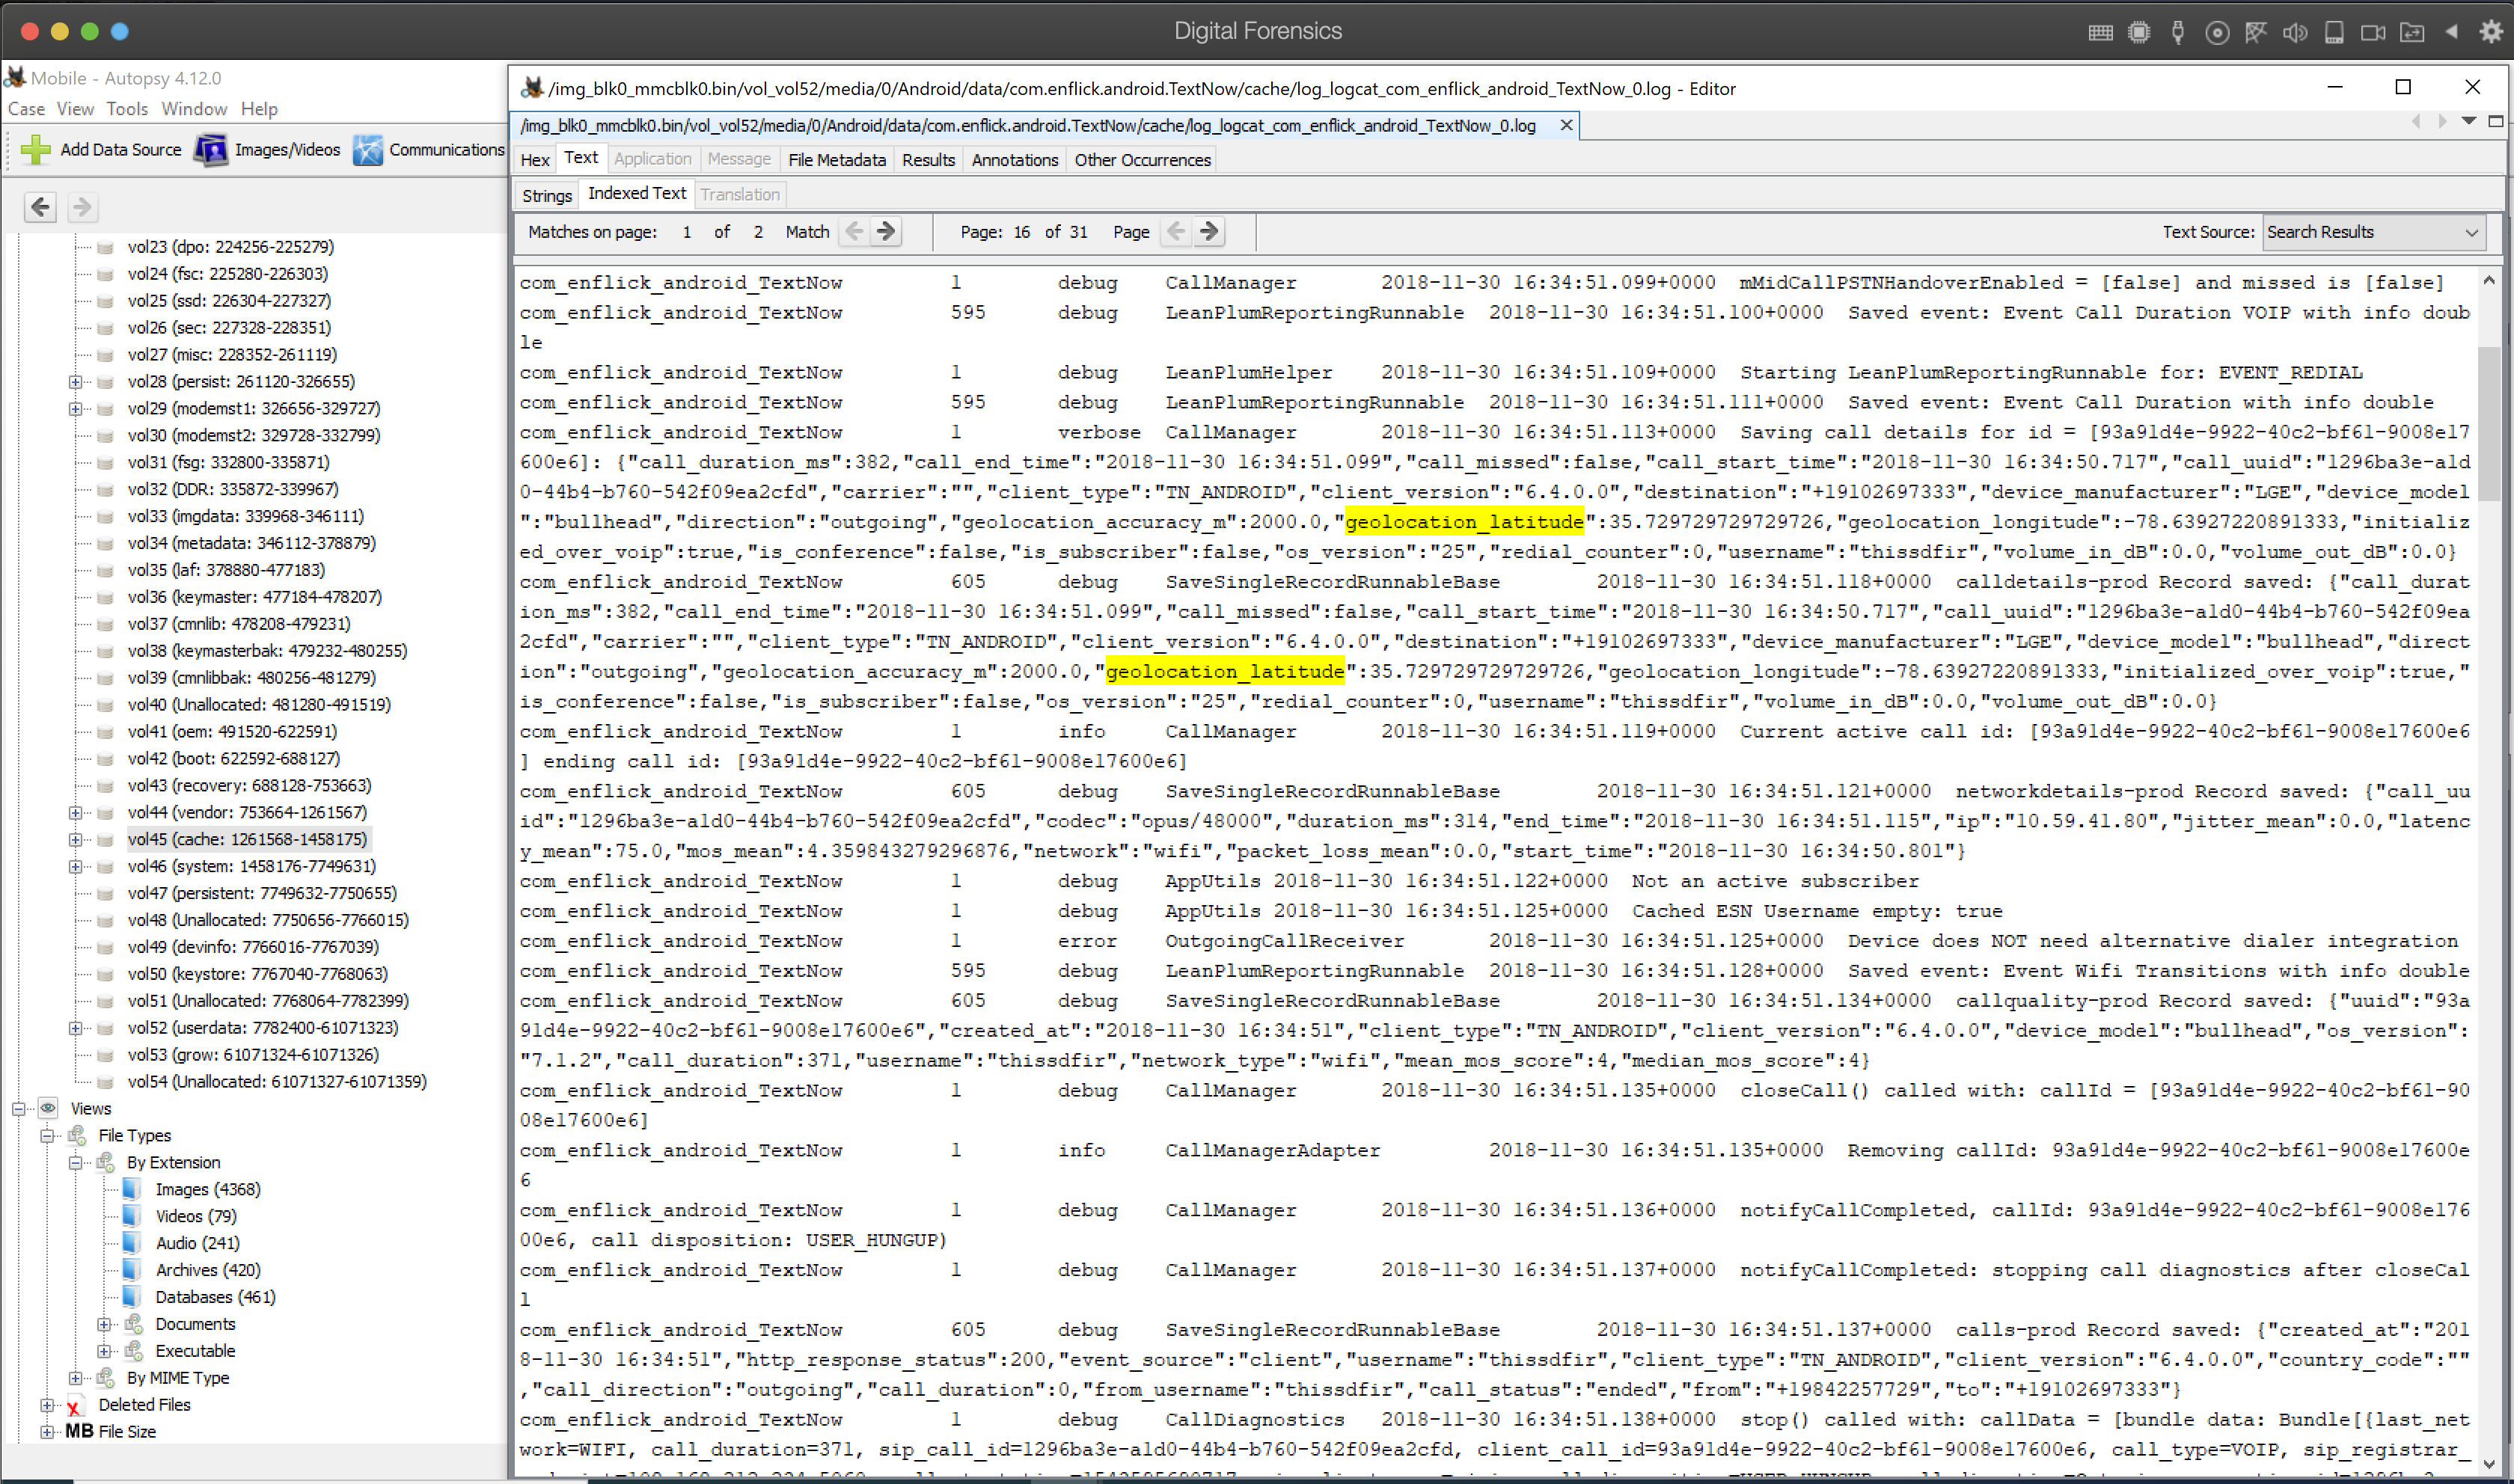 Digital Forensics
Mobile - Autopsy 4.12.0
Case View Tools Window Help
Add Data Source Images/Videos Communications
vol23 (dpo: 224256-225279)
vol24 (fsc: 225280-226303)
vol25 (ssd: 226304-227327)
vol26 (sec: 227328-228351)
vol27 (misc: 228352-261119)
vol28 (persist: 261120-326655)
vol29 (modemst1: 326656-329727)
vol30 (modemst2: 329728-332799)
vol31 (fsg: 332800-335871)
vol32 (DDR: 335872-339967)
vol33 (imgdata: 339968-346111)
vol34 (metadata: 346112-378879)
vol35 (laf: 378880-477183)
vol36 (keymaster: 477184-478207)
vol37 (cmnlib: 478208-479231)
vol38 (keymasterbak: 479232-480255)
vol39 (cmnlibbak: 480256-481279)
vol40 (Unallocated: 481280-491519)
vol41 (oem: 491520-622591)
vol42 (boot: 622592-688127)
vol43 (recovery: 688128-753663)
vol44 (vendor: 753664-1261567)
vol45 (cache: 1261568-1458175)
vol46 (system: 1458176-7749631)
vol47 (persistent: 7749632-7750655)
vol48 (Unallocated: 7750656-7766015)
vol49 (devinfo: 7766016-7767039)
vol50 (keystore: 7767040-7768063)
vol51 (Unallocated: 7768064-7782399)
vol52 (userdata: 7782400-61071323)
vol53 (grow: 61071324-61071326)
vol54 (Unallocated: 61071327-61071359)
Views
File Types
By Extension
Images (4368)
Videos (79)
Audio (241)
Archives (420)
Databases (461)
Documents
Executable
By MIME Type
Deleted Files
MB File Size
/img_blk0_mmcblk0.bin/vol_vol52/media/0/Android/data/com.enflick.android.TextNow/cache/log_logcat_com_enflick_android_TextNow_0.log - Editor
/img_blk0_mmcblk0.bin/vol_vol52/media/0/Android/data/com.enflick.android.TextNow/cache/log_logcat_com_enflick_android_TextNow_0.log
Hex Text Application Message File Metadata Results Annotations Other Occurrences
Strings Indexed Text Translation
Matches on page: 1 of 2 Match Page: 16 of 31 Page Text Source: Search Results
com_enflick_android_TextNow 1 debug CallManager 2018-11-30 16:34:51.099+0000 mMidCallPSTNHandoverEnabled = [false] and missed is [false]
com_enflick_android_TextNow 595 debug LeanPlumReportingRunnable 2018-11-30 16:34:51.100+0000 Saved event: Event Call Duration VOIP with info doub
le
com_enflick_android_TextNow 1 debug LeanPlumHelper 2018-11-30 16:34:51.109+0000 Starting LeanPlumReportingRunnable for: EVENT_REDIAL
com_enflick_android_TextNow 595 debug LeanPlumReportingRunnable 2018-11-30 16:34:51.111+0000 Saved event: Event Call Duration with info double
com_enflick_android_TextNow 1 verbose CallManager 2018-11-30 16:34:51.113+0000 Saving call details for id = [93a91d4e-9922-40c2-bf61-9008e17
600e6]: {"call_duration_ms":382,"call_end_time":"2018-11-30 16:34:51.099","call_missed":false,"call_start_time":"2018-11-30 16:34:50.717","call_uuid":"1296ba3e-a1d
0-44b4-b760-542f09ea2cfd","carrier":"","client_type":"TN_ANDROID","client_version":"6.4.0.0","destination":"+19102697333","device_manufacturer":"LGE","device_model
":"bullhead","direction":"outgoing","geolocation_accuracy_m":2000.0,"geolocation_latitude":35.729729729729726,"geolocation_longitude":-78.63927220891333,"initializ
ed_over_voip":true,"is_conference":false,"is_subscriber":false,"os_version":"25","redial_counter":0,"username":"thissdfir","volume_in_dB":0.0,"volume_out_dB":0.0}
com_enflick_android_TextNow 605 debug SaveSingleRecordRunnableBase 2018-11-30 16:34:51.118+0000 calldetails-prod Record saved: {"call_durat
ion_ms":382,"call_end_time":"2018-11-30 16:34:51.099","call_missed":false,"call_start_time":"2018-11-30 16:34:50.717","call_uuid":"1296ba3e-a1d0-44b4-b760-542f09ea
2cfd","carrier":"","client_type":"TN_ANDROID","client_version":"6.4.0.0","destination":"+19102697333","device_manufacturer":"LGE","device_model":"bullhead","direct
ion":"outgoing","geolocation_accuracy_m":2000.0,"geolocation_latitude":35.729729729729726,"geolocation_longitude":-78.63927220891333,"initialized_over_voip":true,"
is_conference":false,"is_subscriber":false,"os_version":"25","redial_counter":0,"username":"thissdfir","volume_in_dB":0.0,"volume_out_dB":0.0}
com_enflick_android_TextNow 1 info CallManager 2018-11-30 16:34:51.119+0000 Current active call id: [93a91d4e-9922-40c2-bf61-9008e17600e6
] ending call id: [93a91d4e-9922-40c2-bf61-9008e17600e6]
com_enflick_android_TextNow 605 debug SaveSingleRecordRunnableBase 2018-11-30 16:34:51.121+0000 networkdetails-prod Record saved: {"call_uu
id":"1296ba3e-a1d0-44b4-b760-542f09ea2cfd","codec":"opus/48000","duration_ms":314,"end_time":"2018-11-30 16:34:51.115","ip":"10.59.41.80","jitter_mean":0.0,"latenc
y_mean":75.0,"mos_mean":4.359843279296876,"network":"wifi","packet_loss_mean":0.0,"start_time":"2018-11-30 16:34:50.801"}
com_enflick_android_TextNow 1 debug AppUtils 2018-11-30 16:34:51.122+0000 Not an active subscriber
com_enflick_android_TextNow 1 debug AppUtils 2018-11-30 16:34:51.125+0000 Cached ESN Username empty: true
com_enflick_android_TextNow 1 error OutgoingCallReceiver 2018-11-30 16:34:51.125+0000 Device does NOT need alternative dialer integration
com_enflick_android_TextNow 595 debug LeanPlumReportingRunnable 2018-11-30 16:34:51.128+0000 Saved event: Event Wifi Transitions with info double
com_enflick_android_TextNow 605 debug SaveSingleRecordRunnableBase 2018-11-30 16:34:51.134+0000 callquality-prod Record saved: {"uuid":"93a
91d4e-9922-40c2-bf61-9008e17600e6","created_at":"2018-11-30 16:34:51","client_type":"TN_ANDROID","client_version":"6.4.0.0","device_model":"bullhead","os_version":
"7.1.2","call_duration":371,"username":"thissdfir","network_type":"wifi","mean_mos_score":4,"median_mos_score":4}
com_enflick_android_TextNow 1 debug CallManager 2018-11-30 16:34:51.135+0000 closeCall() called with: callId = [93a91d4e-9922-40c2-bf61-90
08e17600e6]
com_enflick_android_TextNow 1 info CallManagerAdapter 2018-11-30 16:34:51.135+0000 Removing callId: 93a91d4e-9922-40c2-bf61-9008e17600e
6
com_enflick_android_TextNow 1 debug CallManager 2018-11-30 16:34:51.136+0000 notifyCallCompleted, callId: 93a91d4e-9922-40c2-bf61-9008e176
00e6, call disposition: USER_HUNGUP)
com_enflick_android_TextNow 1 debug CallManager 2018-11-30 16:34:51.137+0000 notifyCallCompleted: stopping call diagnostics after closeCal
l
com_enflick_android_TextNow 605 debug SaveSingleRecordRunnableBase 2018-11-30 16:34:51.137+0000 calls-prod Record saved: {"created_at":"201
8-11-30 16:34:51","http_response_status":200,"event_source":"client","username":"thissdfir","client_type":"TN_ANDROID","client_version":"6.4.0.0","country_code":""
,"call_direction":"outgoing","call_duration":0,"from_username":"thissdfir","call_status":"ended","from":"+19842257729","to":"+19102697333"}
com_enflick_android_TextNow 1 debug CallDiagnostics 2018-11-30 16:34:51.138+0000 stop() called with: callData = [bundle data: Bundle[{last_net
work=WIFI, call_duration=371, sip_call_id=1296ba3e-a1d0-44b4-b760-542f09ea2cfd, client_call_id=93a91d4e-9922-40c2-bf61-9008e17600e6, call_type=VOIP, sip_registrar_